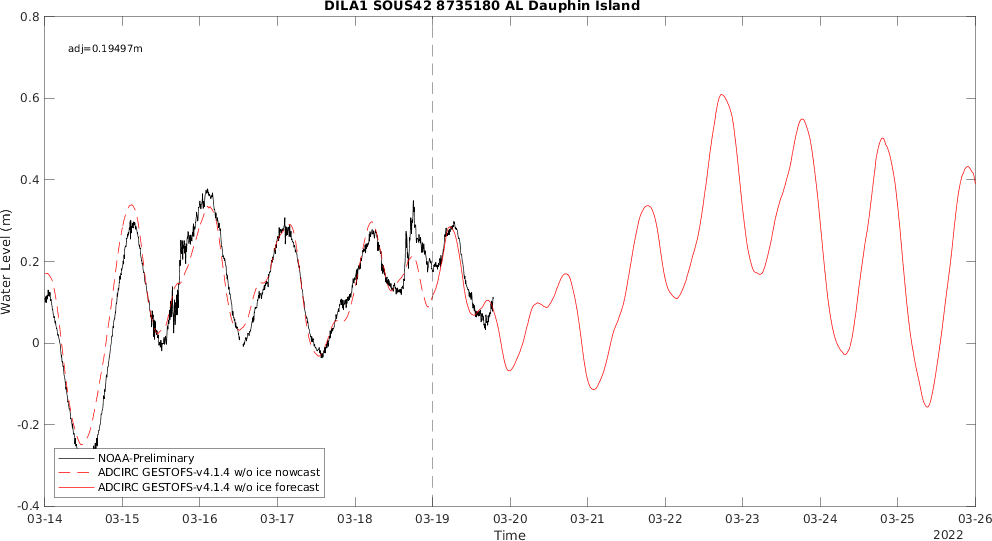 DILA1 SOUS42 8735180 AL Dauphin Island
adj=0.19497m
Water Level (m)
0.8
0.6
0.4
0.2
0
-0.2
-0.4
NOAA-Preliminary
ADCIRC GESTOFS-v4.1.4 w/o ice nowcast
ADCIRC GESTOFS-v4.1.4 w/o ice forecast
03-14 03-15 03-16 03-17 03-18 03-19 03-20 03-21 03-22 03-23 03-24 03-25 03-26
Time
2022